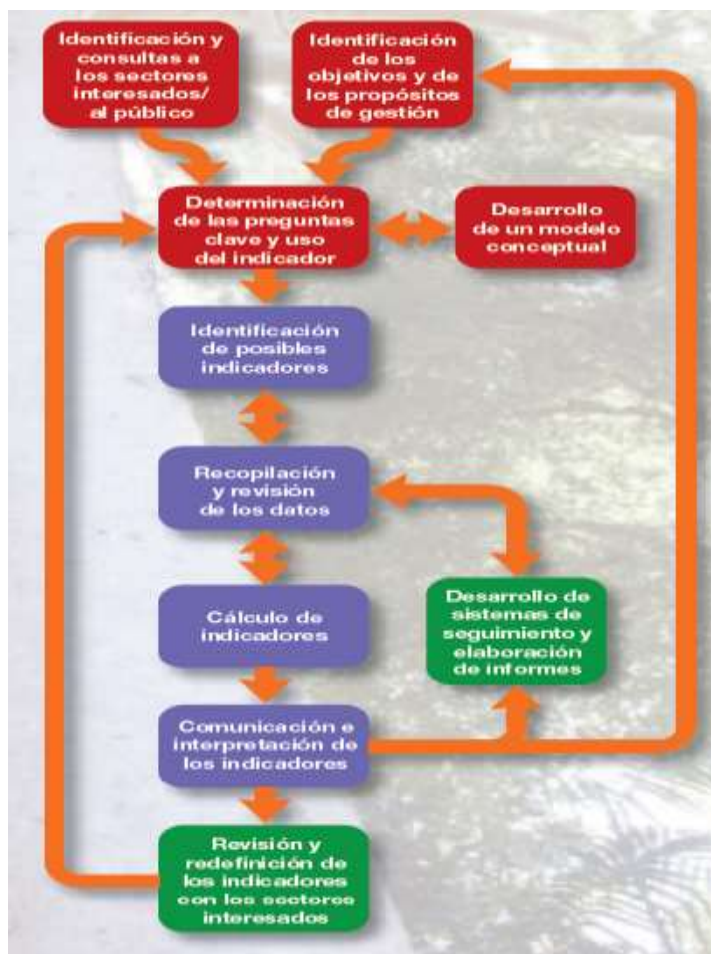 Identificación y
consultas a
los sectores
interesados/
al público
Identificación
de los
objetivos y de
los propósitos
de gestión
Determinación
de las preguntas
clave y uso
del indicador
Desarrollo
de un modelo
conceptual
Identificación
de posibles
indicadores
Recopilación
y revisión
de los datos
Cálculo de
indicadores
Desarrollo de
sistemas de
seguimiento y
elaboración
de informes
Comunicación e
interpretación de
los indicadores
Revisión y
redefinición de
los indicadores
con los sectores
interesados